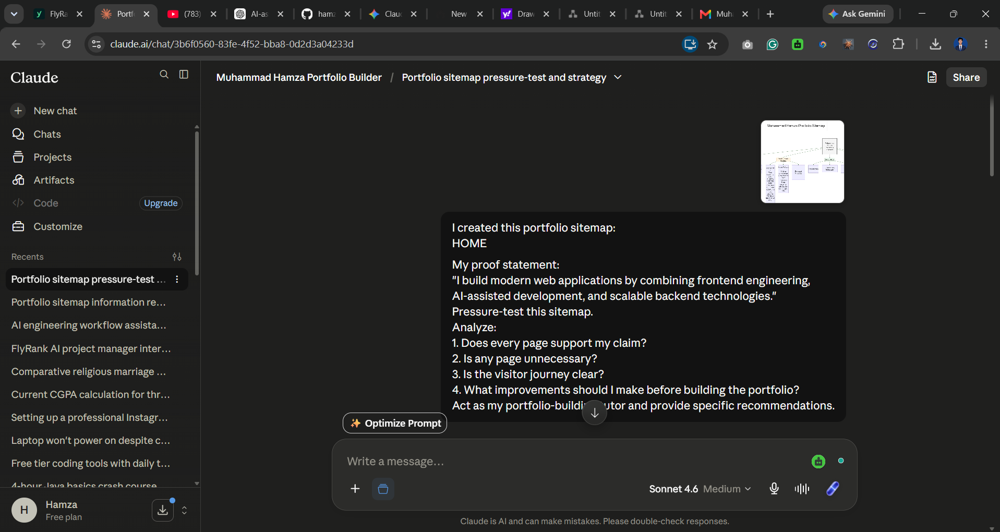 FlyRa
Portf
(783)
AI-as
hamz
Clau
New
Draw
Untit
Untit
Muh
Ask Gemini
claude.ai/chat/3b6f0560-83fe-4f52-bba8-0d2d3a04233d
Claude
Muhammad Hamza Portfolio Builder / Portfolio sitemap pressure-test and strategy
Share
New chat
Chats
Projects
Artifacts
Code
Upgrade
Customize
Recents
Portfolio sitemap pressure-test ...
Portfolio sitemap information re...
AI engineering workflow assista...
FlyRank AI project manager inter...
Comparative religious marriage ...
Current CGPA calculation for thr...
Setting up a professional Instagr...
Laptop won't power on despite c...
Free tier coding tools with daily t...
4-hour Java basics crash course
H
Hamza
Free plan
Muhammad Hamza Portfolio Sitemap
I created this portfolio sitemap:
HOME
My proof statement:
"I build modern web applications by combining frontend engineering,
AI-assisted development, and scalable backend technologies."
Pressure-test this sitemap.
Analyze:
1. Does every page support my claim?
2. Is any page unnecessary?
3. Is the visitor journey clear?
4. What improvements should I make before building the portfolio?
Act as my portfolio-buildi utor and provide specific recommendations.
Optimize Prompt
Write a message...
Sonnet 4.6 Medium
Claude is AI and can make mistakes. Please double-check responses.